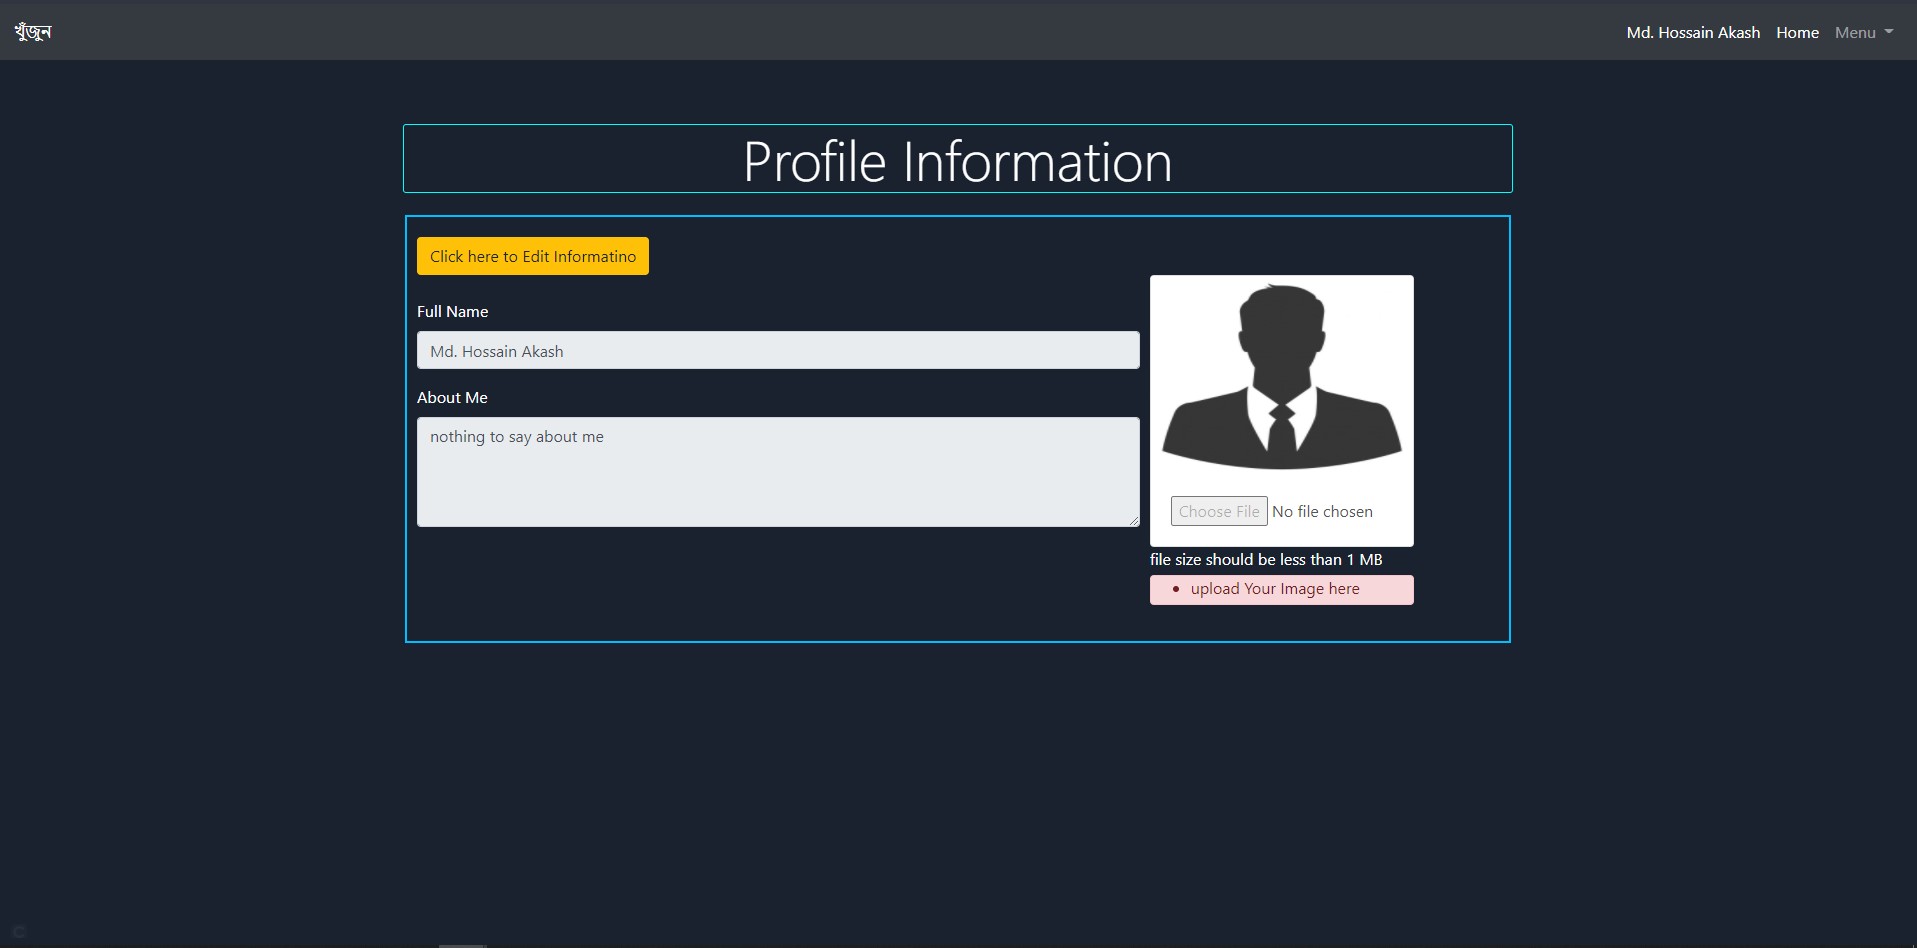 খুঁজুন
Md. Hossain Akash Home Menu
Profile Information
Click here to Edit Informatino
Full Name
Md. Hossain Akash
About Me
nothing to say about me
Choose File No file chosen
file size should be less than 1 MB
upload Your Image here